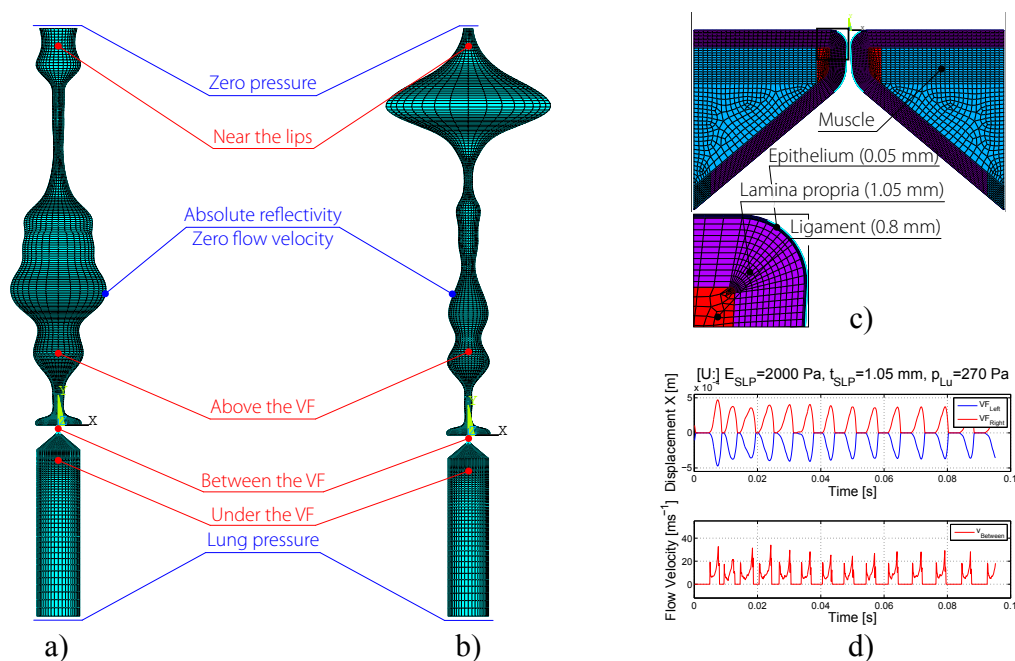 Zero pressure
Near the lips
Absolute reflectivity
Zero flow velocity
Above the VF
Between the VF
Under the VF
Lung pressure
Y
X
X
a)
b)
Y
X
Muscle
Epithelium (0.05 mm)
Lamina propria (1.05 mm)
Ligament (0.8 mm)
c)
[U:] E_SLP=2000 Pa, t_SLP=1.05 mm, p_Lu=270 Pa
Displacement X [m]
5
0
−5
VF_Left
VF_Right
0 0.02 0.04 0.06 0.08 0.1
Time [s]
Flow Velocity [ms⁻¹]
40
20
0
v_Between
0 0.02 0.04 0.06 0.08 0.1
Time [s]
d)